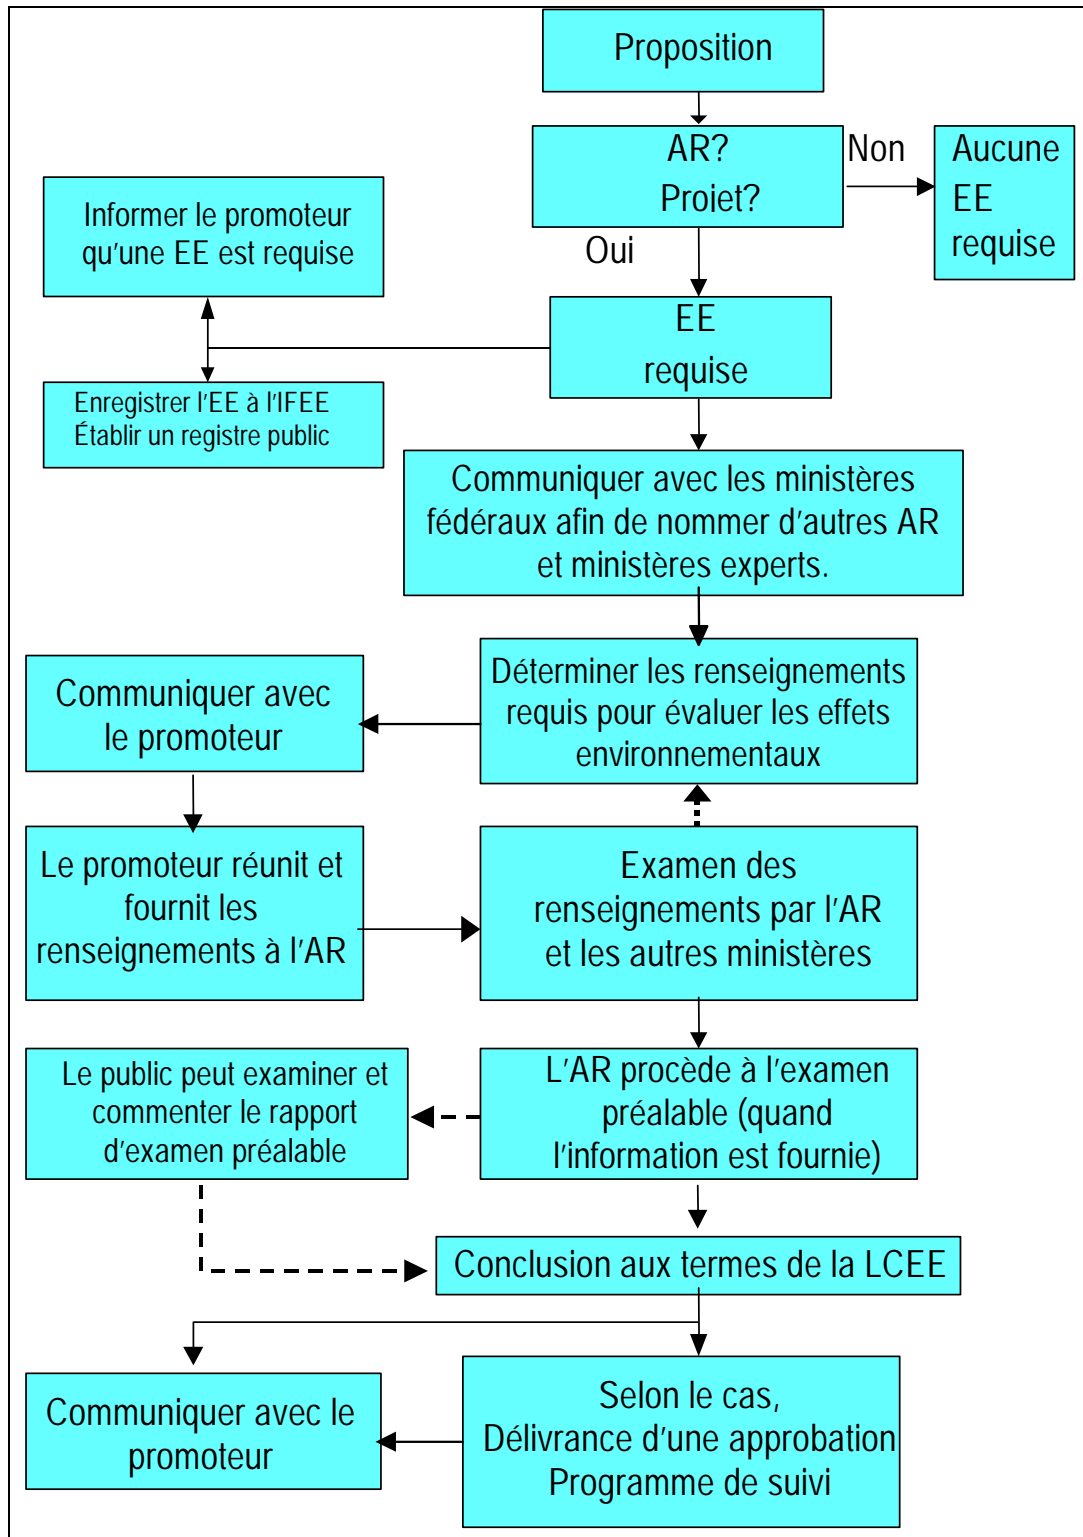 Proposition
AR?
Proiet?
Non
Aucune
EE
requise
Oui
Informer le promoteur
qu'une EE est requise
EE
requise
Enregistrer l'EE à l'IFEE
Établir un registre public
Communiquer avec les ministères
fédéraux afin de nommer d'autres AR
et ministères experts.
Déterminer les renseignements
requis pour évaluer les effets
environnementaux
Communiquer avec
le promoteur
Le promoteur réunit et
fournit les
renseignements à l'AR
Examen des
renseignements par l'AR
et les autres ministères
L'AR procède à l'examen
préalable (quand
l'information est fournie)
Le public peut examiner et
commenter le rapport
d'examen préalable
Conclusion aux termes de la LCEE
Selon le cas,
Délivrance d'une approbation
Programme de suivi
Communiquer avec le
promoteur